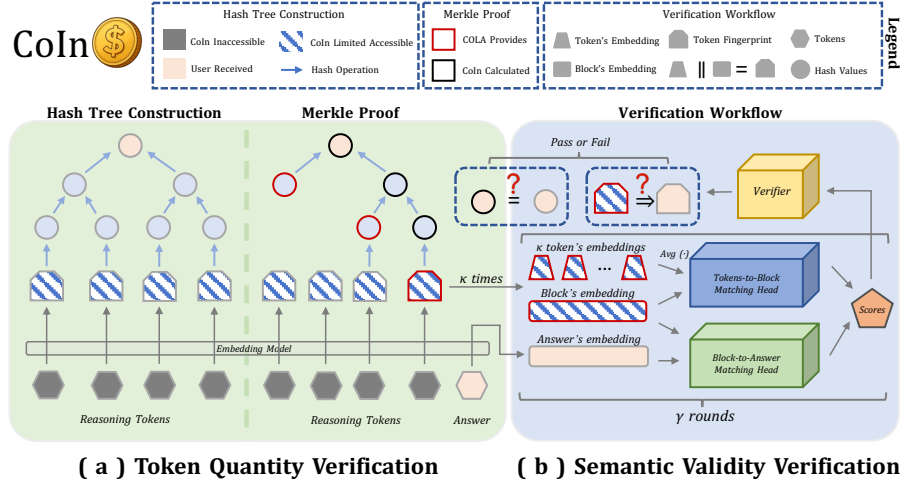 CoIn
$
Hash Tree Construction
CoIn Inaccessible
CoIn Limited Accessible
User Received
Hash Operation
Merkle Proof
COLA Provides
CoIn Calculated
Verification Workflow
Token's Embedding
Token Fingerprint
Tokens
Block's Embedding
|| =
Hash Values
Legend
Hash Tree Construction
Merkle Proof
Verification Workflow
Pass or Fail
? =
? ⇒
Verifier
κ times
κ token's embeddings
...
Avg (·)
Tokens-to-Block
Matching Head
Block's embedding
Scores
Answer's embedding
Block-to-Answer
Matching Head
Embedding Model
Reasoning Tokens
Reasoning Tokens
Answer
γ rounds
( a ) Token Quantity Verification
( b ) Semantic Validity Verification